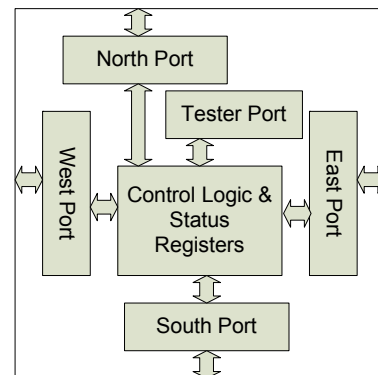 North Port
Tester Port
West Port
Control Logic &
Status
Registers
East Port
South Port